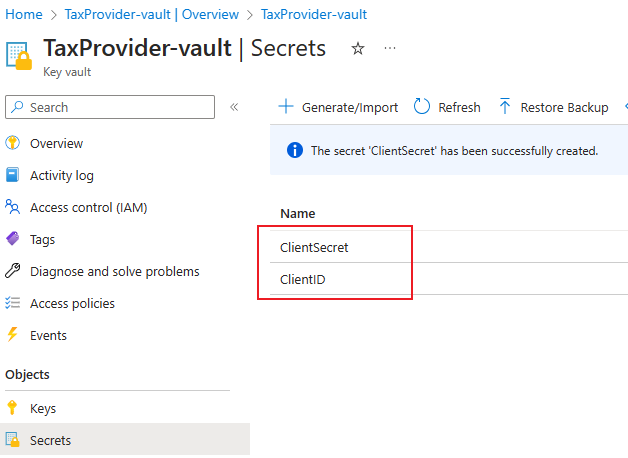 Home > TaxProvider-vault | Overview > TaxProvider-vault
TaxProvider-vault | Secrets
Key vault
Search
Generate/Import Refresh Restore Backup
The secret 'ClientSecret' has been successfully created.
Overview
Activity log
Access control (IAM)
Tags
Diagnose and solve problems
Access policies
Events
Objects
Keys
Secrets
Name
ClientSecret
ClientID